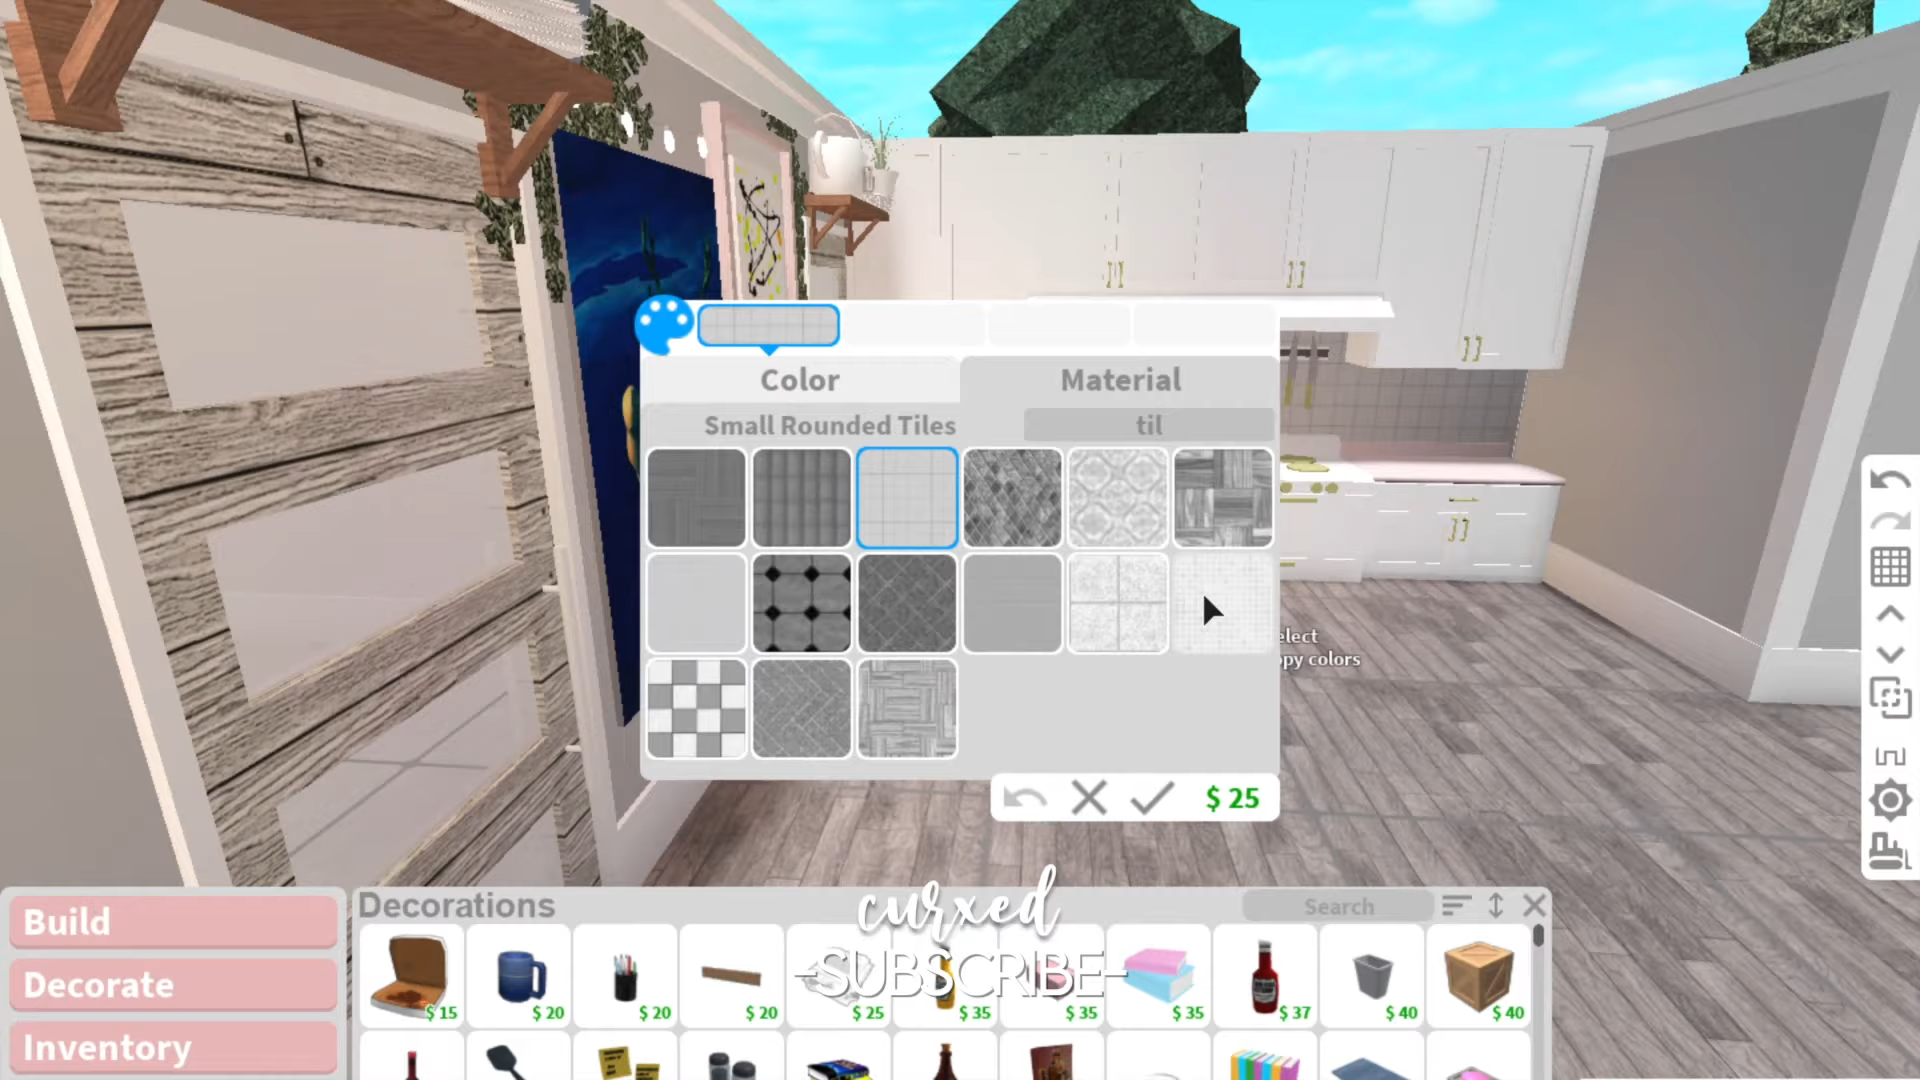 Color
Material
Small Rounded Tiles
til
elect
opy colors
$ 25
Build
Decorate
Inventory
Decorations
Search
curxed
-SUBSCRIBE-
$ 15
$ 20
$ 20
$ 20
$ 25
$ 35
$ 35
$ 35
$ 37
$ 40
$ 40